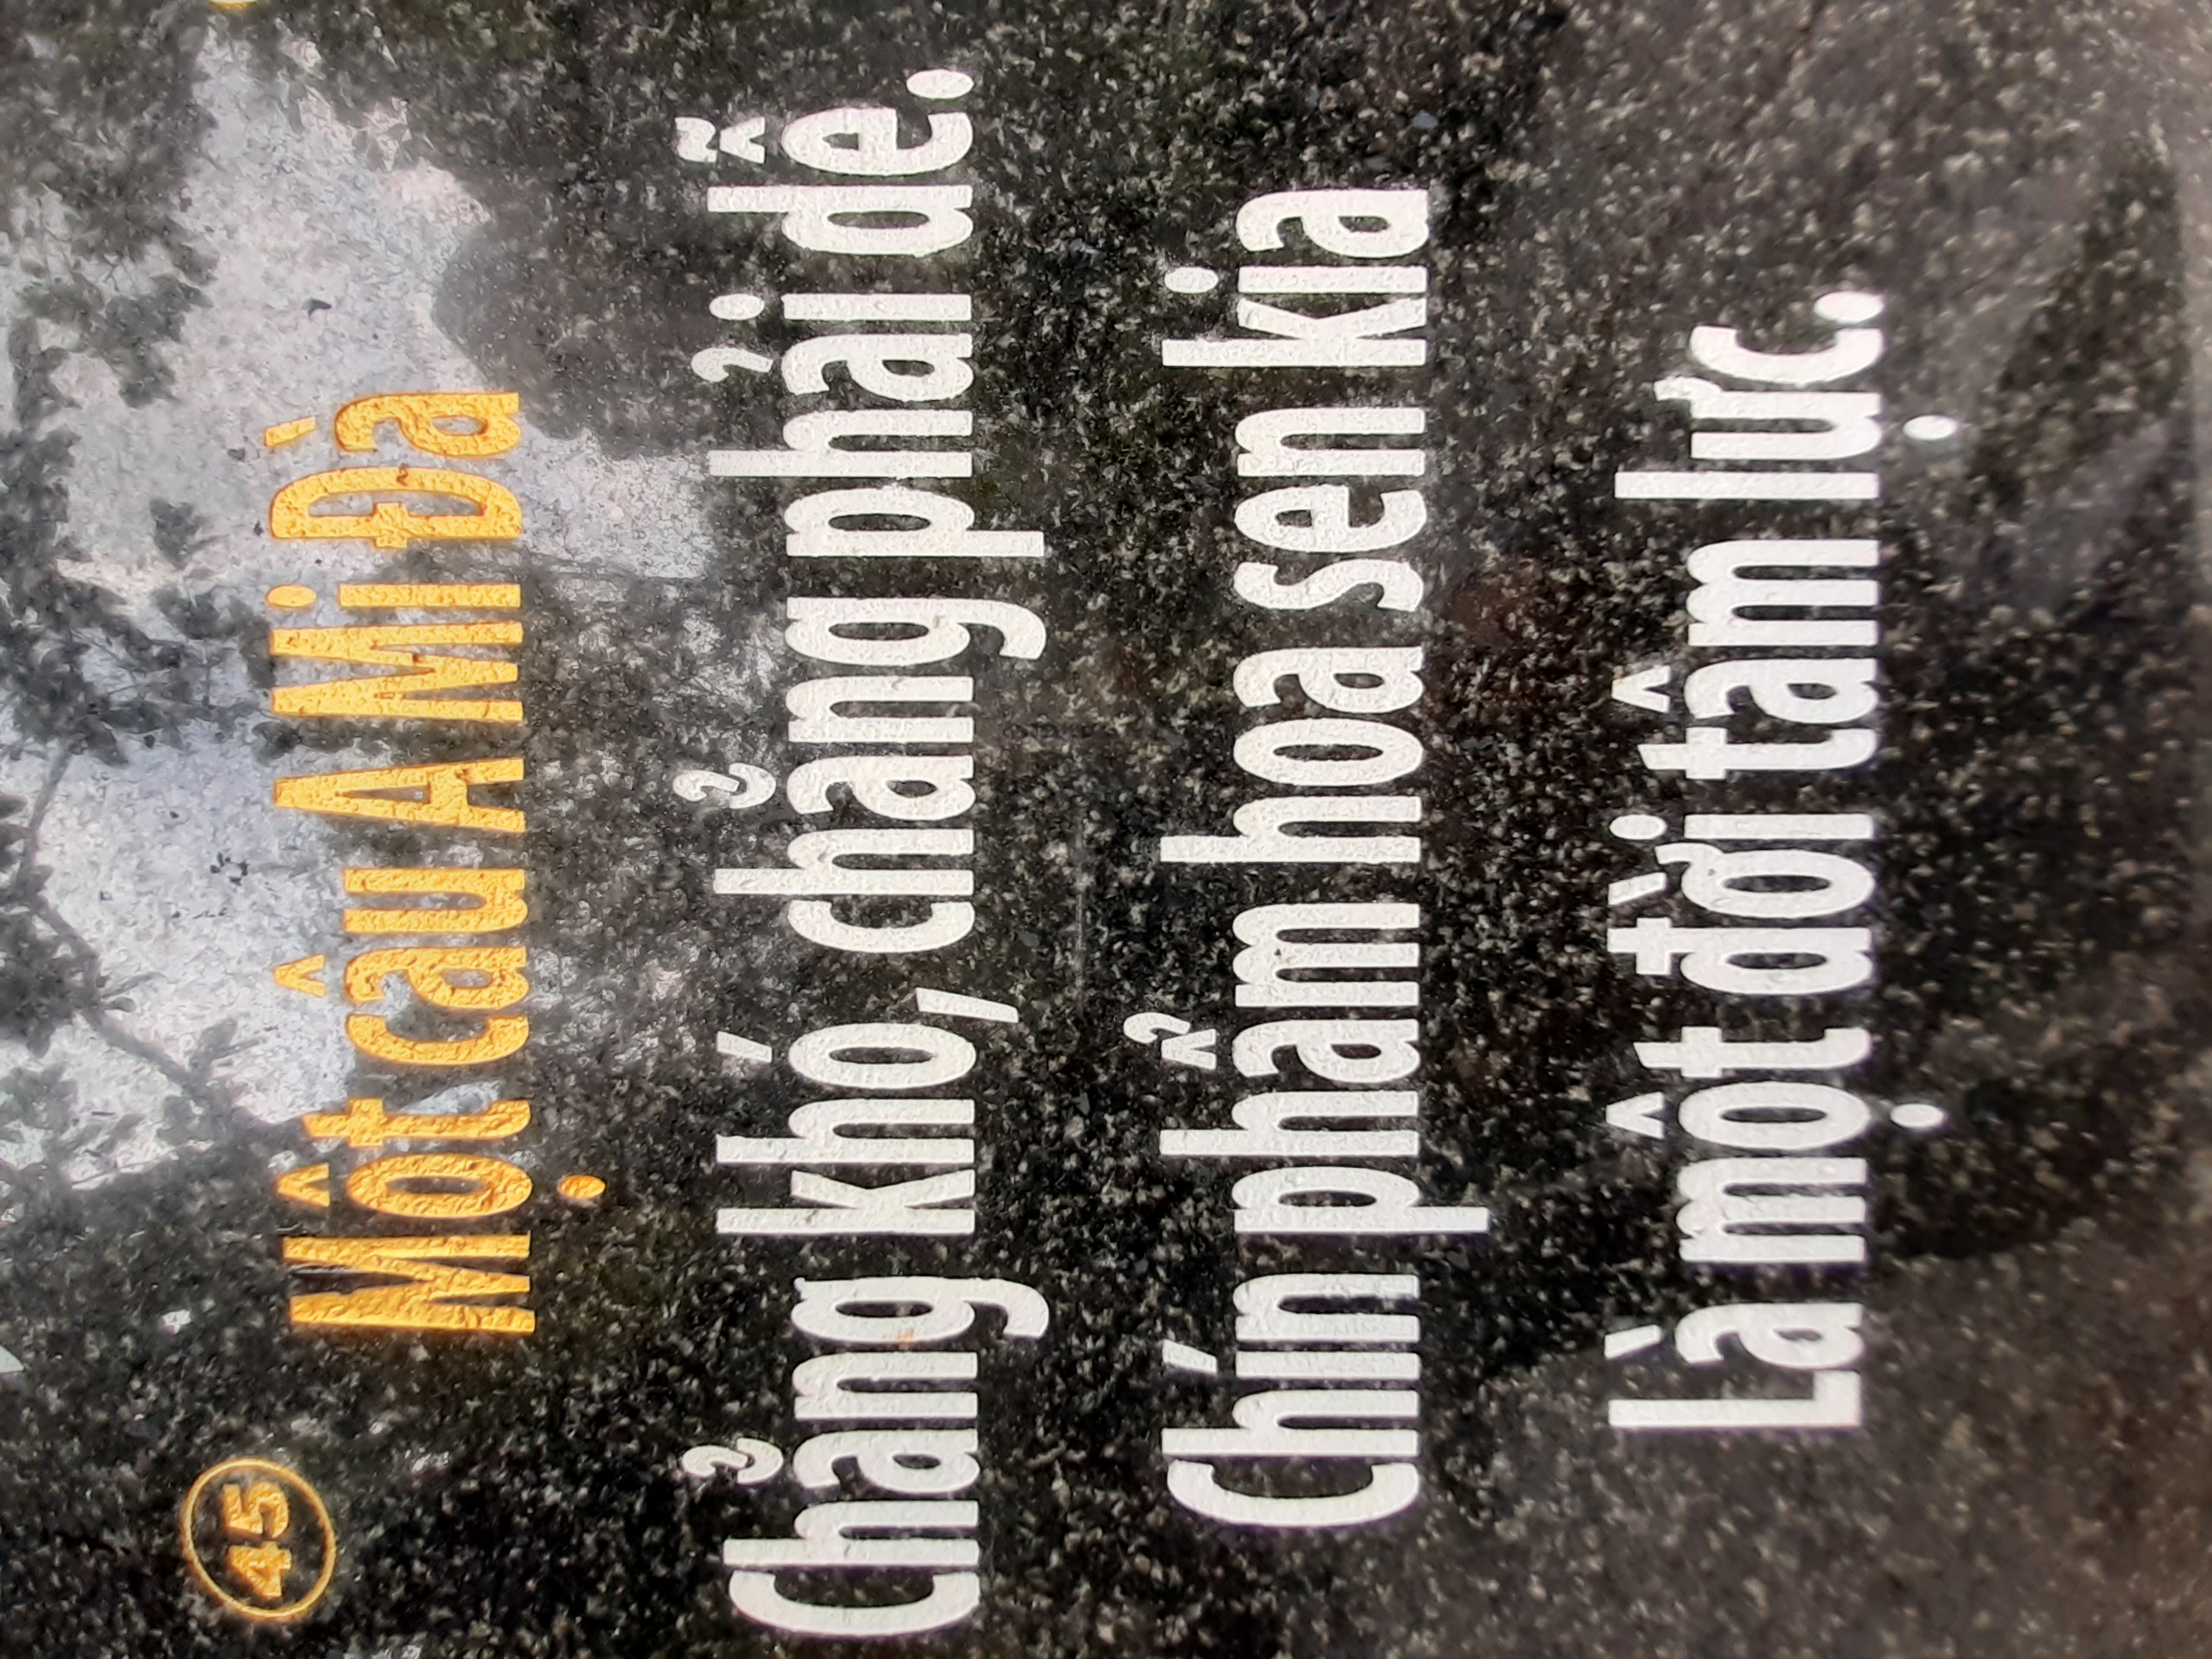 45
Một câu A Mi Đà
Chẳng khó, chẳng phải dễ.
Chín phẩm hoa sen kia
Là một đời tâm lực.